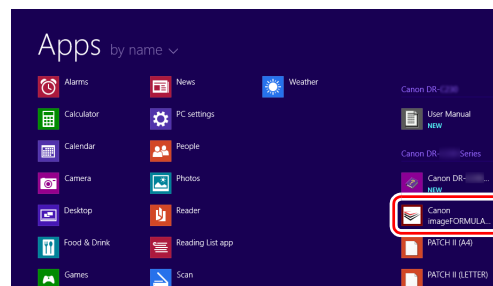 Apps by name
Alarms
Calculator
Calendar
Camera
Desktop
Food & Drink
Games
News
PC settings
People
Photos
Reader
Reading List app
Scan
Weather
Canon DR-
User Manual
NEW
Canon DR- Series
Canon DR- ...
NEW
Canon
imageFORMULA...
PATCH II (A4)
PATCH II (LETTER)